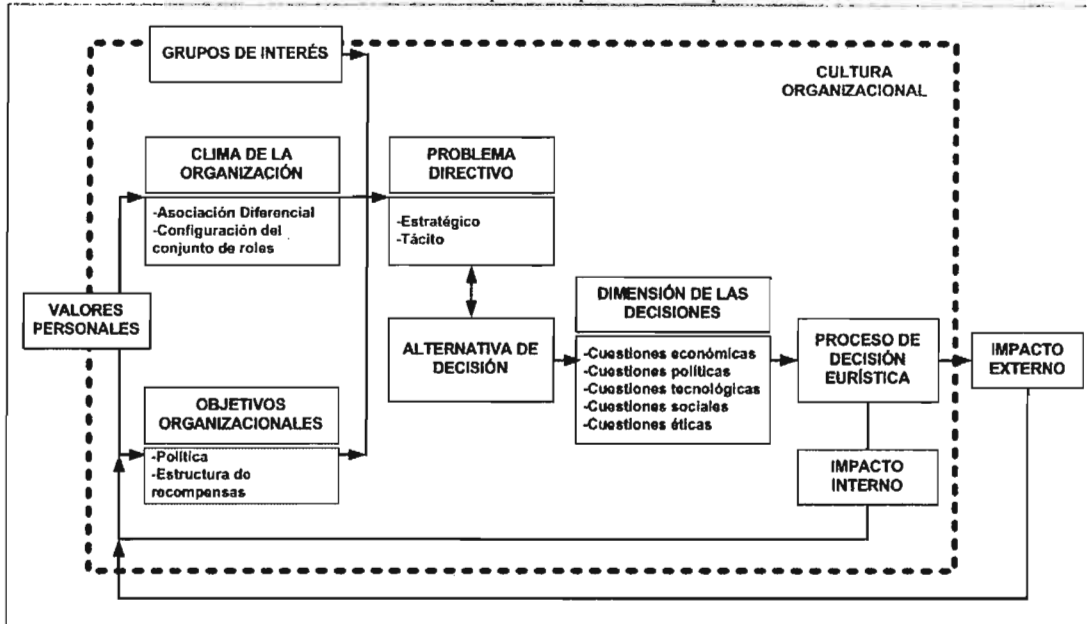 GRUPOS DE INTERÉS
CULTURA
ORGANIZACIONAL
CLIMA DE LA
ORGANIZACIÓN
-Asociación Diferencial
-Configuración del
conjunto de roles
PROBLEMA
DIRECTIVO
-Estratégico
-Tácito
VALORES
PERSONALES
ALTERNATIVA DE
DECISIÓN
DIMENSIÓN DE LAS
DECISIONES
-Cuestiones económicas
-Cuestiones políticas
-Cuestiones tecnológicas
-Cuestiones sociales
-Cuestiones éticas
PROCESO DE
DECISIÓN
EURÍSTICA
IMPACTO
EXTERNO
OBJETIVOS
ORGANIZACIONALES
-Política
-Estructura de
recompensas
IMPACTO
INTERNO